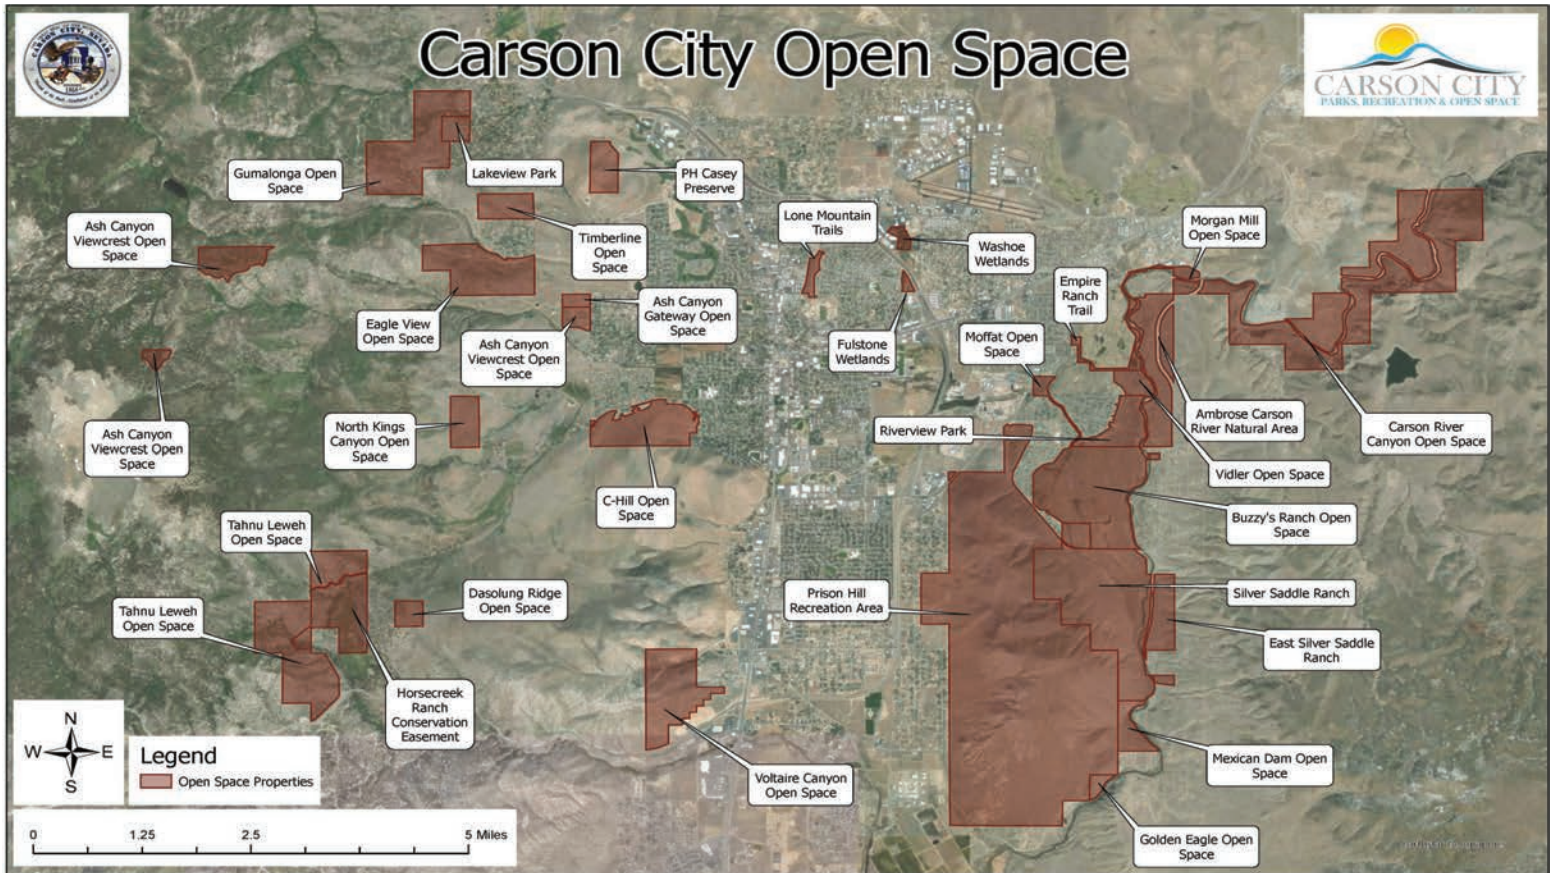 Carson City Open Space
CARSON CITY, NEVADA
CARSON CITY
PARKS, RECREATION & OPEN SPACE
Gumalonga Open
Space
Lakeview Park
PH Casey
Preserve
Ash Canyon
Viewcrest Open
Space
Timberline
Open
Space
Lone Mountain
Trails
Washoe
Wetlands
Morgan Mill
Open Space
Empire
Ranch
Trail
Eagle View
Open Space
Ash Canyon
Gateway Open
Space
Ash Canyon
Viewcrest Open
Space
Fulstone
Wetlands
Moffat Open
Space
Ash Canyon
Viewcrest Open
Space
North Kings
Canyon Open
Space
Riverview Park
Ambrose Carson
River Natural Area
Carson River
Canyon Open Space
Vidler Open Space
C-Hill Open
Space
Buzzy's Ranch Open
Space
Tahnu Leweh
Open Space
Tahnu Leweh
Open Space
Dasolung Ridge
Open Space
Prison Hill
Recreation Area
Silver Saddle Ranch
East Silver Saddle
Ranch
Horsecreek
Ranch
Conservation
Easement
Mexican Dam Open
Space
Voltaire Canyon
Open Space
Golden Eagle Open
Space
N
W E
S
Legend
Open Space Properties
0 1.25 2.5 5 Miles